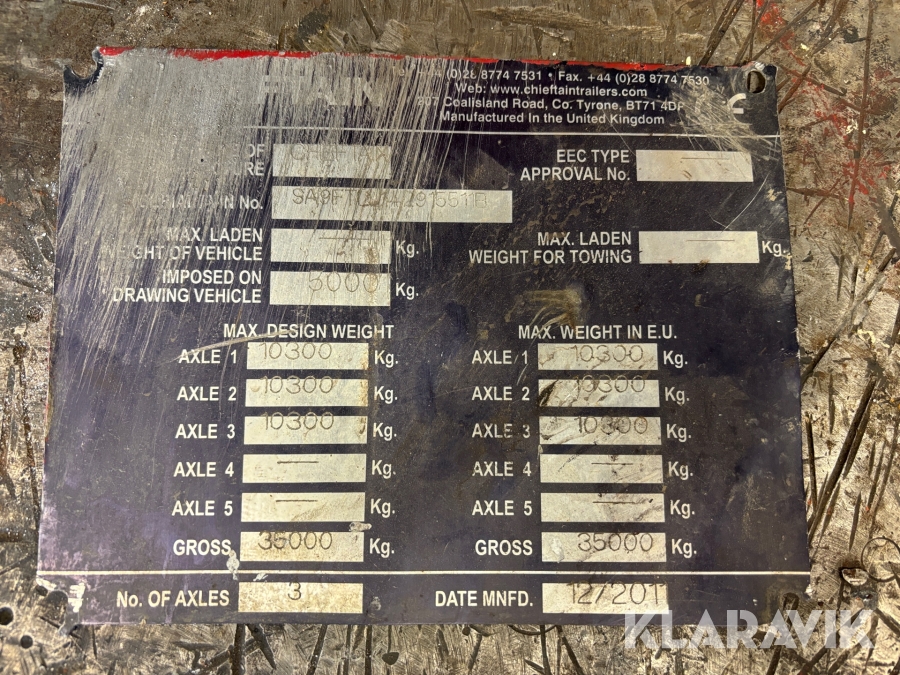 (0)28 8774 7531 • Fax. +44 (0)28 8774 7530
Web: www.chieftaintrailers.com
Coalisland Road, Co. Tyrone, BT71 4DP
Manufactured In the United Kingdom
OF
EEC TYPE
APPROVAL No. —
No.
MAX. LADEN
OF VEHICLE — Kg.
MAX. LADEN
WEIGHT FOR TOWING — Kg.
IMPOSED ON
DRAWING VEHICLE 5000 Kg.
MAX. DESIGN WEIGHT MAX. WEIGHT IN E.U.
AXLE 1 10300 Kg. AXLE 1 10300 Kg.
AXLE 2 10300 Kg. AXLE 2 10300 Kg.
AXLE 3 10300 Kg. AXLE 3 10300 Kg.
AXLE 4 — Kg. AXLE 4 — Kg.
AXLE 5 — Kg. AXLE 5 — Kg.
GROSS 35000 Kg. GROSS 35000 Kg.
No. OF AXLES 3 DATE MNFD.
KLARAVIK